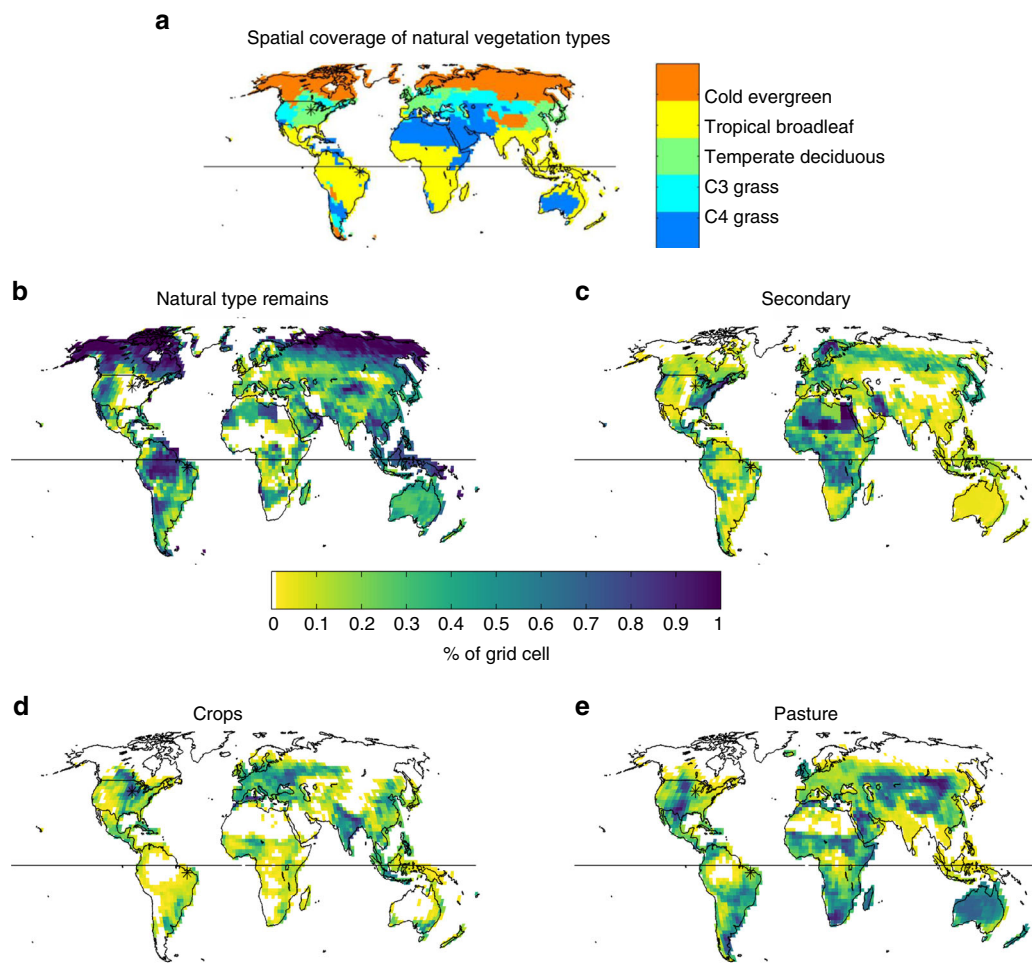 a
Spatial coverage of natural vegetation types
Cold evergreen
Tropical broadleaf
Temperate deciduous
C3 grass
C4 grass
b
Natural type remains
c
Secondary
0 0.1 0.2 0.3 0.4 0.5 0.6 0.7 0.8 0.9 1
% of grid cell
d
Crops
e
Pasture